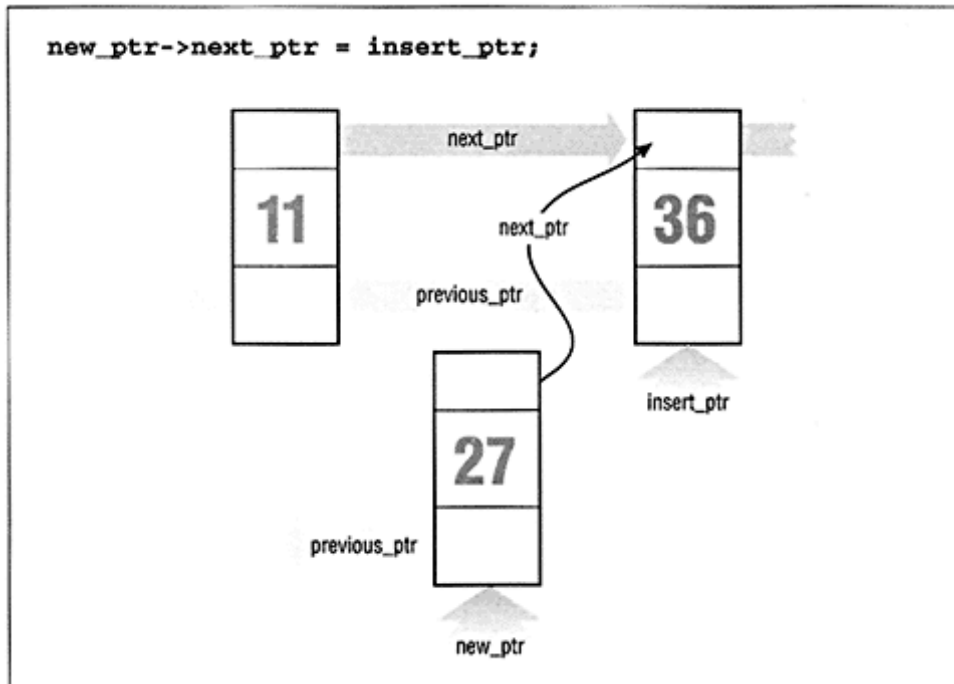 new_ptr->next_ptr = insert_ptr;
next_ptr
11
36
next_ptr
previous_ptr
insert_ptr
27
previous_ptr
new_ptr